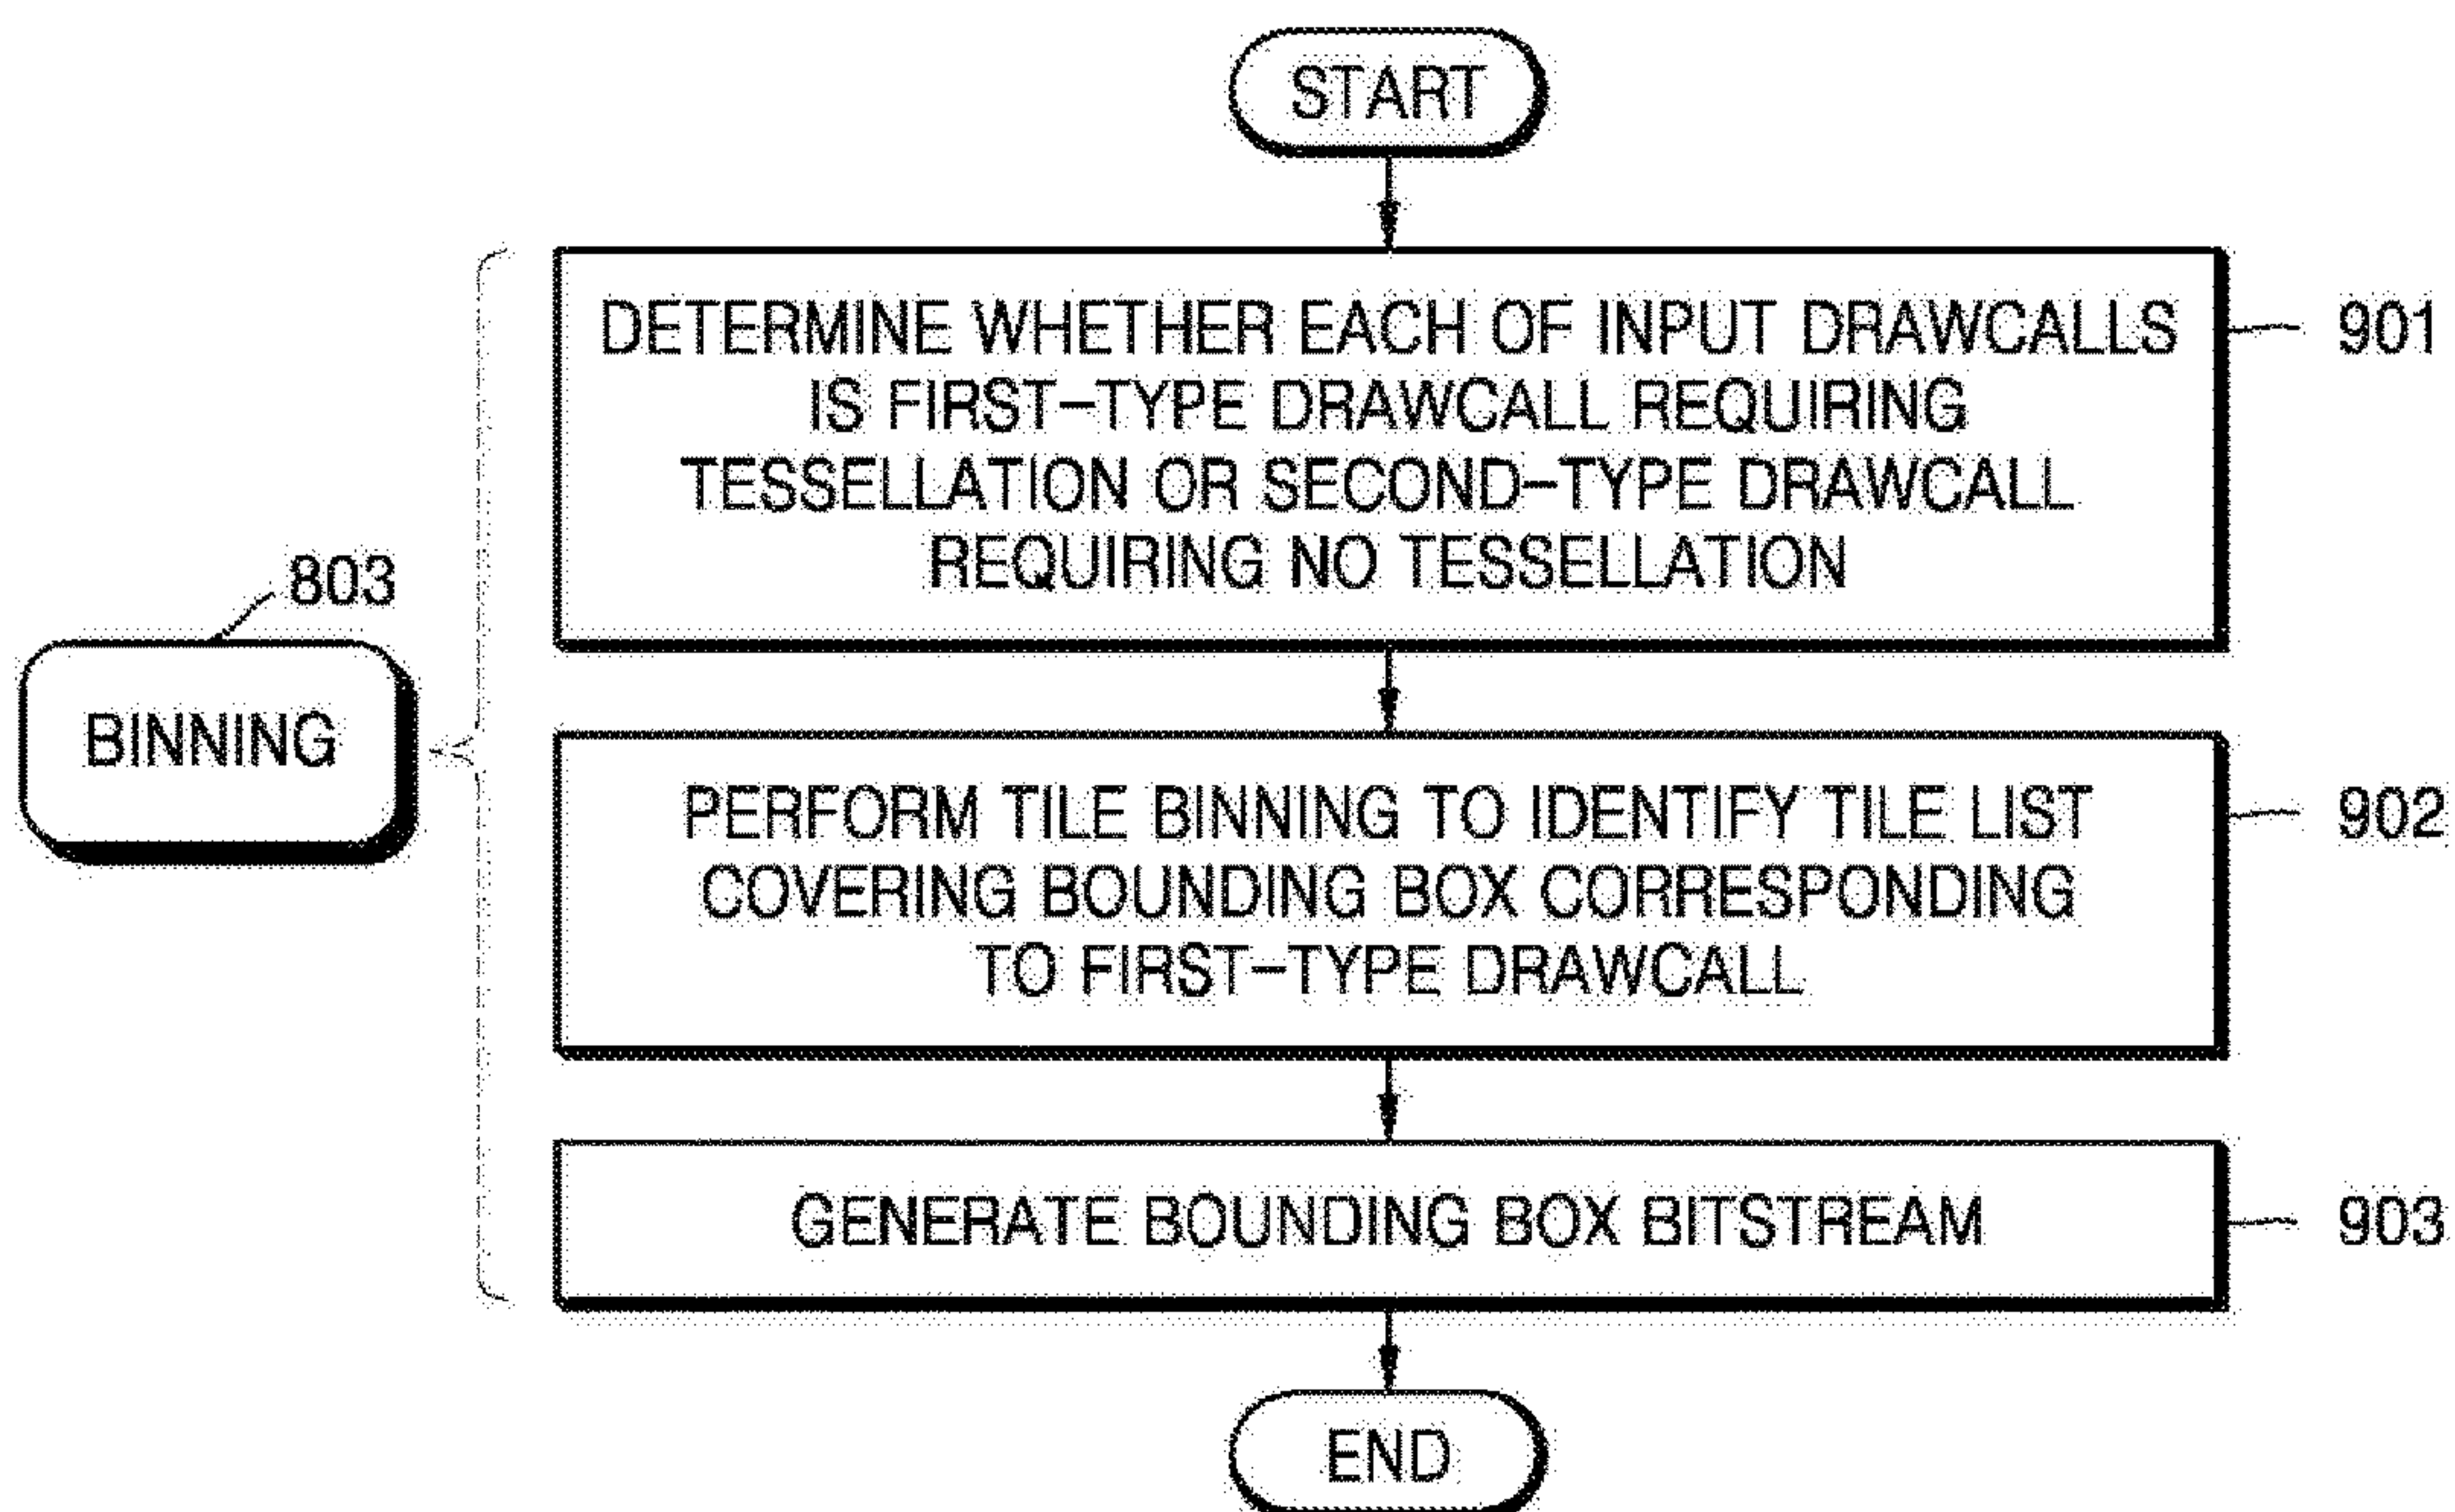 START
DETERMINE WHETHER EACH OF INPUT DRAWCALLS
IS FIRST-TYPE DRAWCALL REQUIRING
TESSELLATION OR SECOND-TYPE DRAWCALL
REQUIRING NO TESSELLATION
901
803
BINNING
PERFORM TILE BINNING TO IDENTIFY TILE LIST
COVERING BOUNDING BOX CORRESPONDING
TO FIRST-TYPE DRAWCALL
902
GENERATE BOUNDING BOX BITSTREAM
903
END